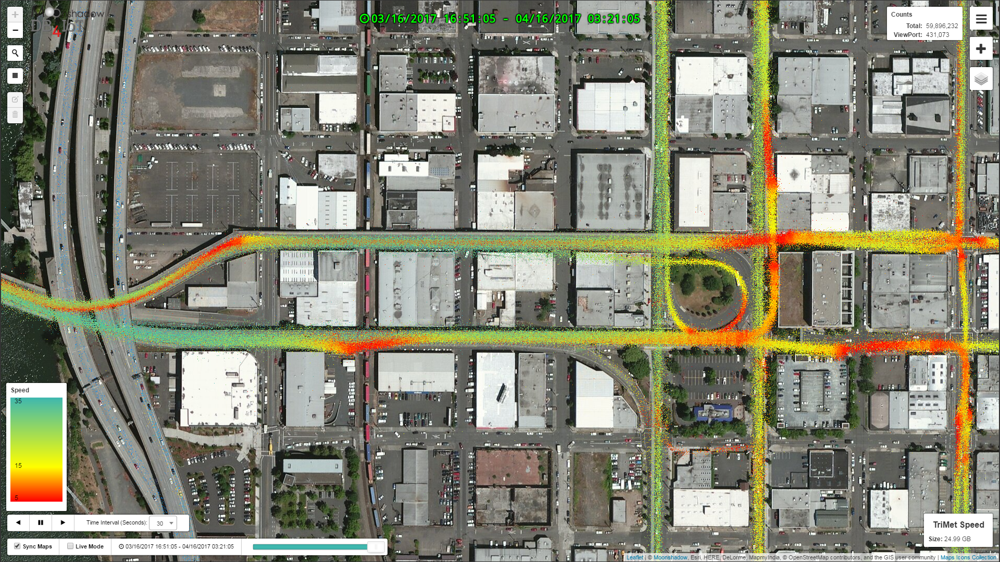 +
−
shadow
4
03/16/2017 16:51:05 - 04/16/2017 03:21:05
Counts
Total: 59,896,232
ViewPort: 431,073
Speed
35
15
5
Time Interval (Seconds): 30
Sync Maps
Live Mode
03/16/2017 16:51:05 - 04/16/2017 03:21:05
TriMet Speed
Size: 24.99 GB
Leaflet | © Moonshadow, Esri, HERE, DeLorme, MapmyIndia, © OpenStreetMap contributors, and the GIS user community | Maps Icons Collection